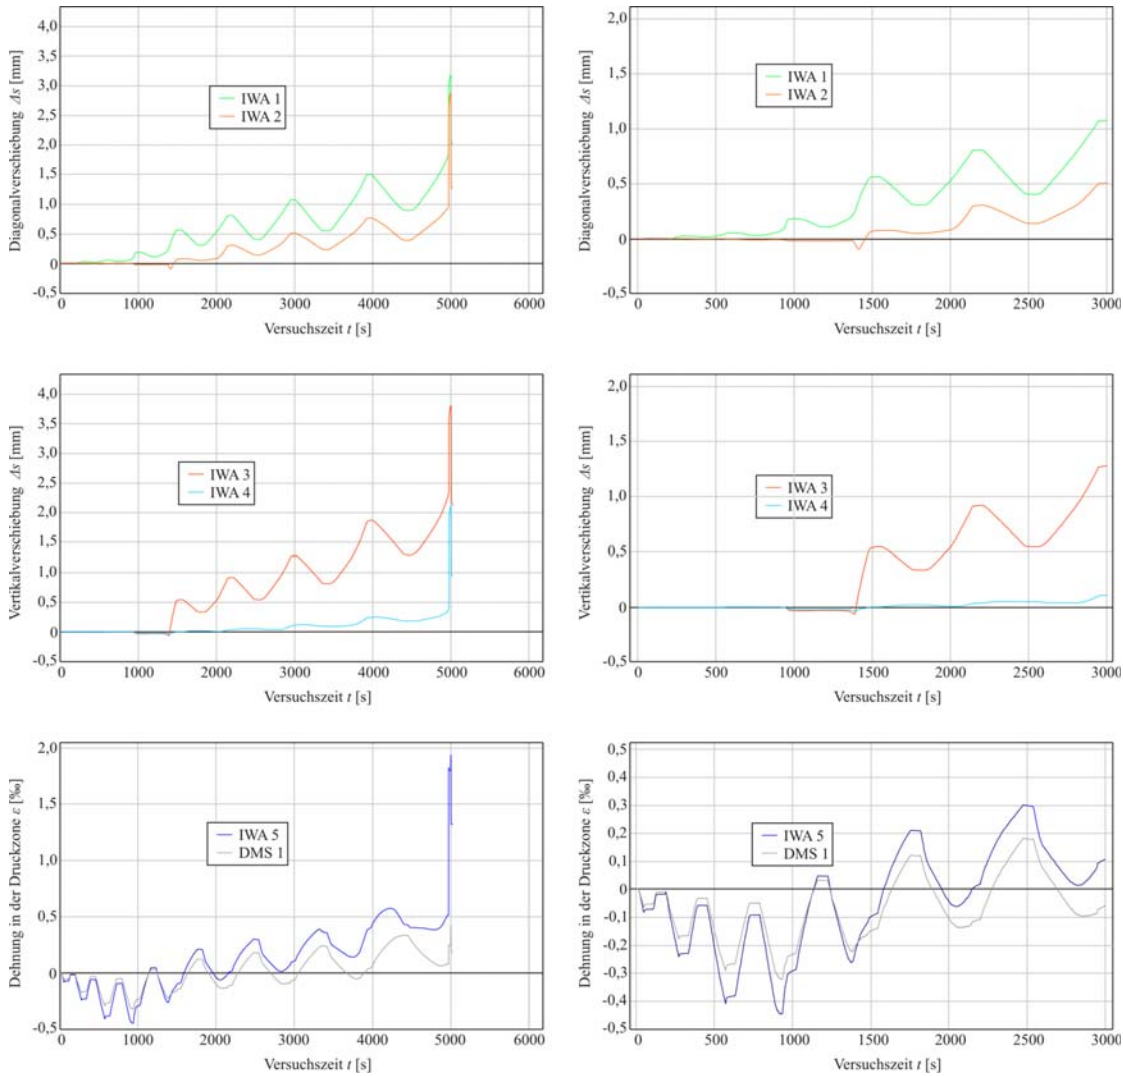 Diagonalverschiebung Δs [mm]
4,0
3,5
3,0
2,5
2,0
1,5
1,0
0,5
0
-0,5
IWA 1
IWA 2
0 1000 2000 3000 4000 5000 6000
Versuchszeit t [s]
Diagonalverschiebung Δs [mm]
2,0
1,5
1,0
0,5
0
-0,5
IWA 1
IWA 2
0 500 1000 1500 2000 2500 3000
Versuchszeit t [s]
Vertikalverschiebung Δs [mm]
4,0
3,5
3,0
2,5
2,0
1,5
1,0
0,5
0
-0,5
IWA 3
IWA 4
0 1000 2000 3000 4000 5000 6000
Versuchszeit t [s]
Vertikalverschiebung Δs [mm]
2,0
1,5
1,0
0,5
0
-0,5
IWA 3
IWA 4
0 500 1000 1500 2000 2500 3000
Versuchszeit t [s]
Dehnung in der Druckzone ε [‰]
2,0
1,5
1,0
0,5
0
-0,5
IWA 5
DMS 1
0 1000 2000 3000 4000 5000 6000
Versuchszeit t [s]
Dehnung in der Druckzone ε [‰]
0,5
0,4
0,3
0,2
0,1
0
-0,1
-0,2
-0,3
-0,4
-0,5
IWA 5
DMS 1
0 500 1000 1500 2000 2500 3000
Versuchszeit t [s]